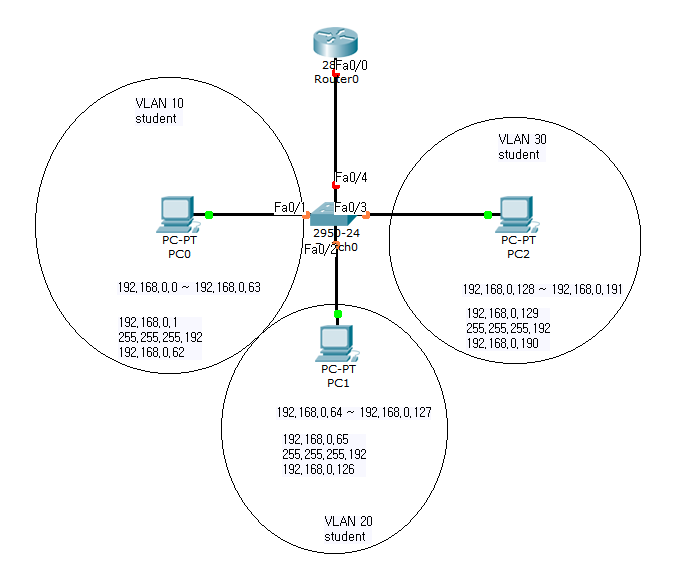 Fa0/0
Router0
VLAN 10
student
VLAN 30
student
Fa0/4
Fa0/1
Fa0/3
2950-24
Fa0/2
PC-PT
PC0
PC-PT
PC2
192,168,0,0 ~ 192,168,0,63
192,168,0,1
255,255,255,192
192,168,0,62
192,168,0,128 ~ 192,168,0,191
192,168,0,129
255,255,255,192
192,168,0,190
PC-PT
PC1
192,168,0,64 ~ 192,168,0,127
192,168,0,65
255,255,255,192
192,168,0,126
VLAN 20
student